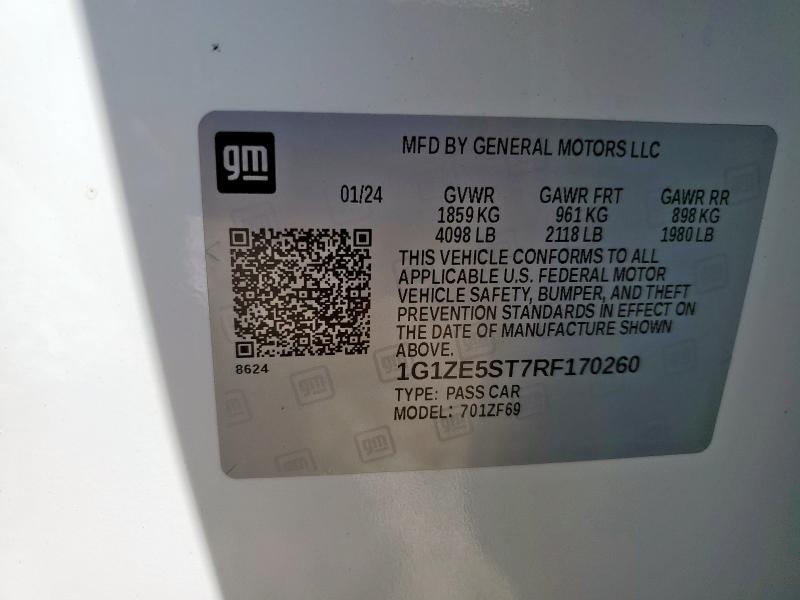 gm
MFD BY GENERAL MOTORS LLC
01/24 GVWR GAWR FRT GAWR RR
1859 KG 961 KG 898 KG
4098 LB 2118 LB 1980 LB
THIS VEHICLE CONFORMS TO ALL
APPLICABLE U.S. FEDERAL MOTOR
VEHICLE SAFETY, BUMPER, AND THEFT
PREVENTION STANDARDS IN EFFECT ON
THE DATE OF MANUFACTURE SHOWN
ABOVE.
8624
1G1ZE5ST7RF170260
TYPE: PASS CAR
MODEL: 701ZF69